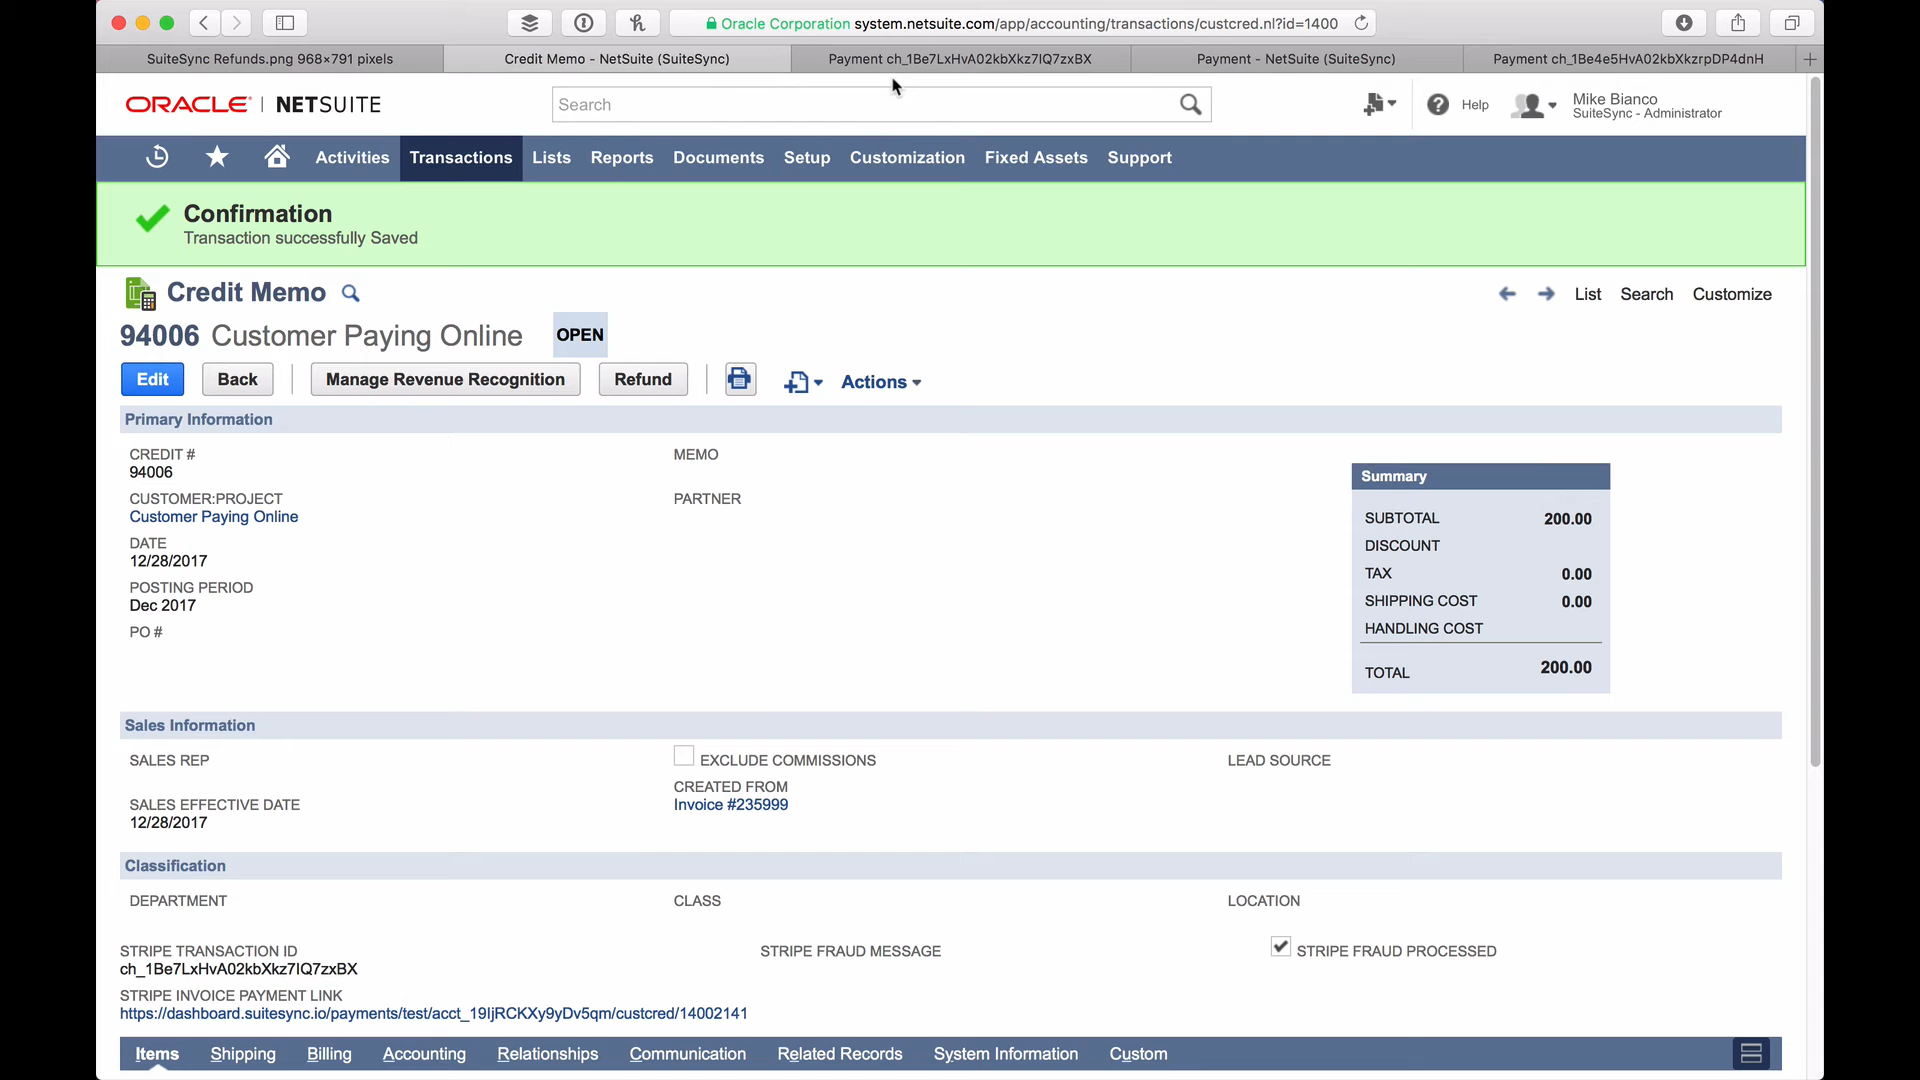 Oracle Corporation system.netsuite.com/app/accounting/transactions/custcred.nl?id=1400
SuiteSync Refunds.png 968×791 pixels
Credit Memo - NetSuite (SuiteSync)
Payment ch_1Be7LxHvA02kbXkz7IQ7zxBX
Payment - NetSuite (SuiteSync)
Payment ch_1Be4e5HvA02kbXkzrpDP4dnH
ORACLE | NETSUITE
Search
Help
Mike Bianco
SuiteSync - Administrator
Activities
Transactions
Lists
Reports
Documents
Setup
Customization
Fixed Assets
Support
Confirmation
Transaction successfully Saved
Credit Memo
List
Search
Customize
94006 Customer Paying Online
OPEN
Edit
Back
Manage Revenue Recognition
Refund
Actions
Primary Information
CREDIT #
94006
CUSTOMER:PROJECT
Customer Paying Online
DATE
12/28/2017
POSTING PERIOD
Dec 2017
PO #
MEMO
PARTNER
Summary
SUBTOTAL 200.00
DISCOUNT
TAX 0.00
SHIPPING COST 0.00
HANDLING COST
TOTAL 200.00
Sales Information
SALES REP
SALES EFFECTIVE DATE
12/28/2017
EXCLUDE COMMISSIONS
CREATED FROM
Invoice #235999
LEAD SOURCE
Classification
DEPARTMENT
CLASS
LOCATION
STRIPE TRANSACTION ID
ch_1Be7LxHvA02kbXkz7IQ7zxBX
STRIPE FRAUD MESSAGE
STRIPE FRAUD PROCESSED
STRIPE INVOICE PAYMENT LINK
https://dashboard.suitesync.io/payments/test/acct_19IjRCKXy9yDv5qm/custcred/14002141
Items
Shipping
Billing
Accounting
Relationships
Communication
Related Records
System Information
Custom